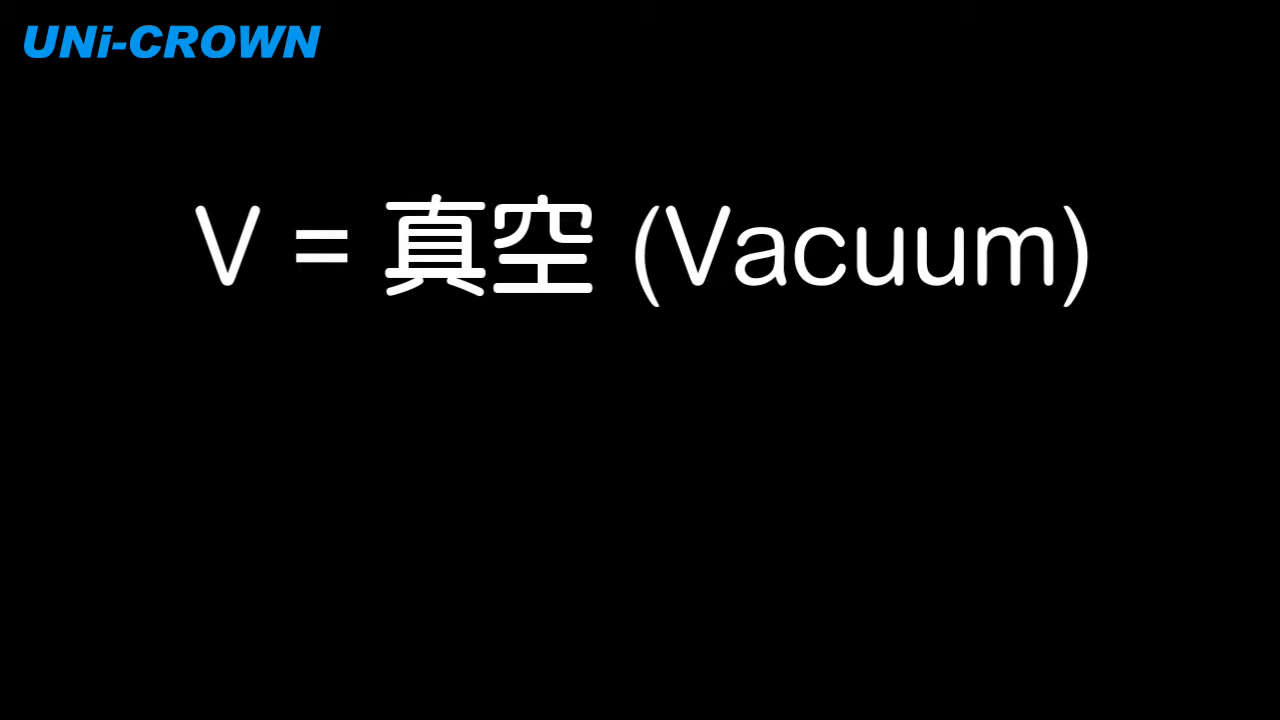 UNi-CROWN
V = 真空 (Vacuum)